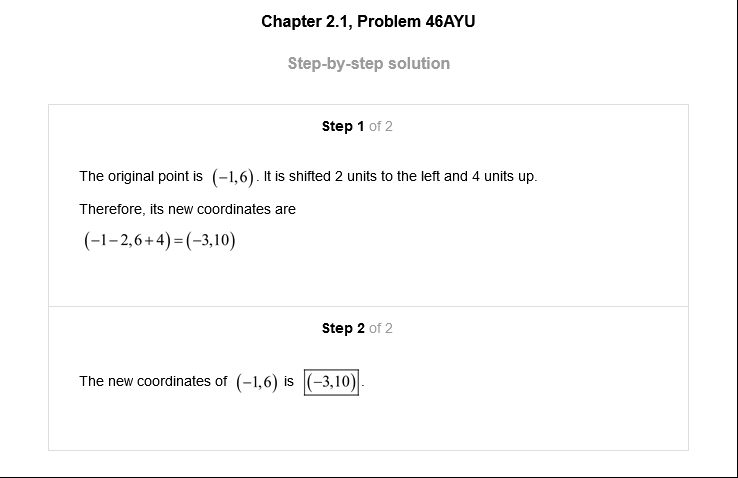 Chapter 2.1, Problem 46AYU
Step-by-step solution
Step 1 of 2
The original point is (−1,6). It is shifted 2 units to the left and 4 units up.
Therefore, its new coordinates are
(−1−2,6+4)=(−3,10)
Step 2 of 2
The new coordinates of (−1,6) is (−3,10).